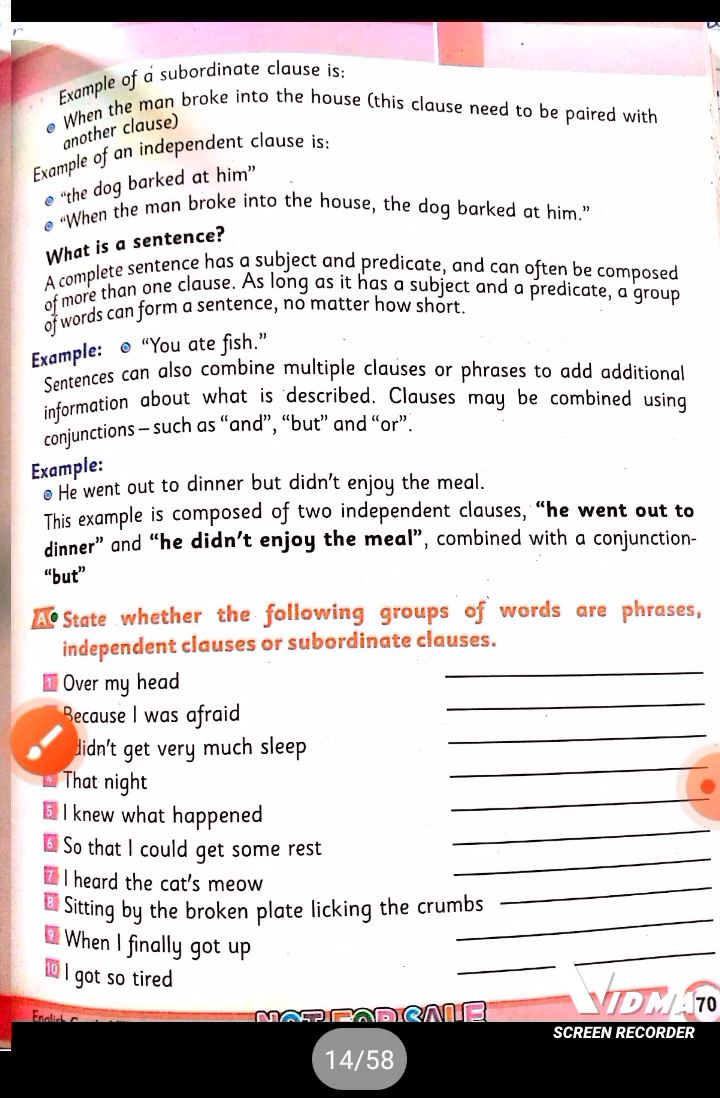 Example of a subordinate clause is:
When the man broke into the house (this clause need to be paired with
another clause)
Example of an independent clause is:
“the dog barked at him”
“When the man broke into the house, the dog barked at him.”
What is a sentence?
A complete sentence has a subject and predicate, and can often be composed
of more than one clause. As long as it has a subject and a predicate, a group
of words can form a sentence, no matter how short.
Example: “You ate fish.”
Sentences can also combine multiple clauses or phrases to add additional
information about what is described. Clauses may be combined using
conjunctions – such as “and”, “but” and “or”.
Example:
He went out to dinner but didn’t enjoy the meal.
This example is composed of two independent clauses, “he went out to
dinner” and “he didn’t enjoy the meal”, combined with a conjunction-
“but”
A State whether the following groups of words are phrases,
independent clauses or subordinate clauses.
1 Over my head
Because I was afraid
didn’t get very much sleep
4 That night
5 I knew what happened
6 So that I could get some rest
7 I heard the cat’s meow
8 Sitting by the broken plate licking the crumbs
9 When I finally got up
10 I got so tired
English
NOT FOR SALE
70
VIDMA
SCREEN RECORDER
14/58